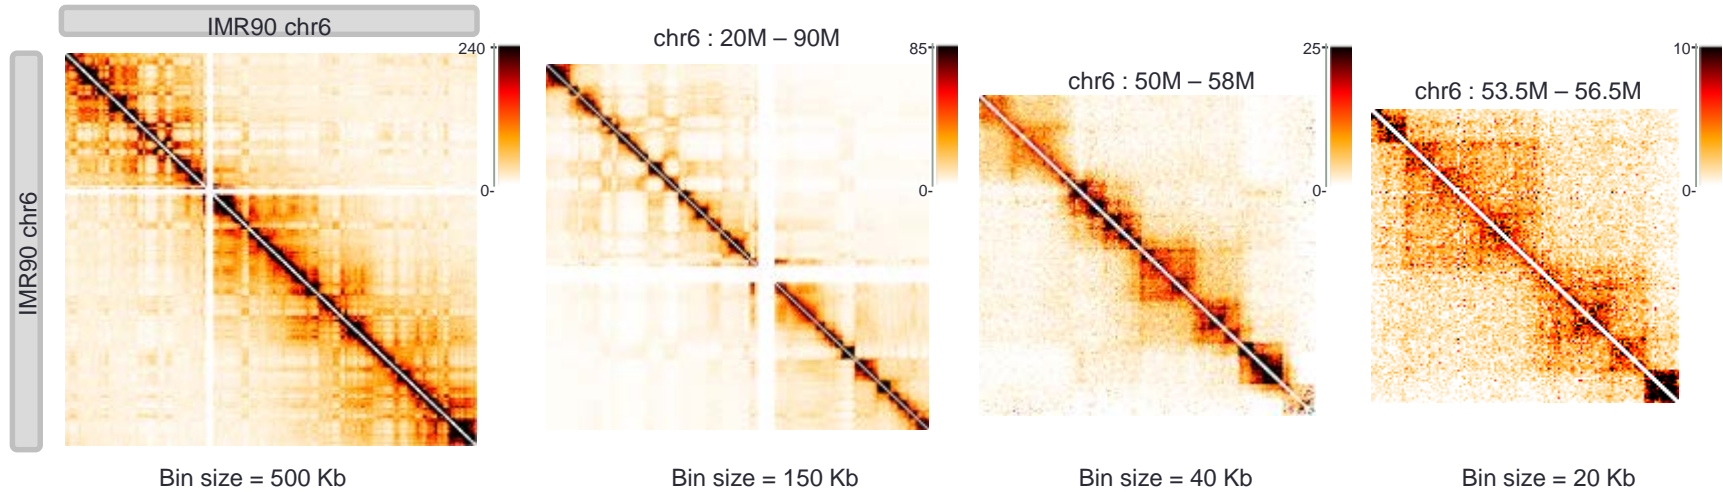 IMR90 chr6
IMR90 chr6
240
0-
Bin size = 500 Kb
chr6 : 20M – 90M
85
0-
Bin size = 150 Kb
chr6 : 50M – 58M
25
0-
Bin size = 40 Kb
chr6 : 53.5M – 56.5M
10
0-
Bin size = 20 Kb